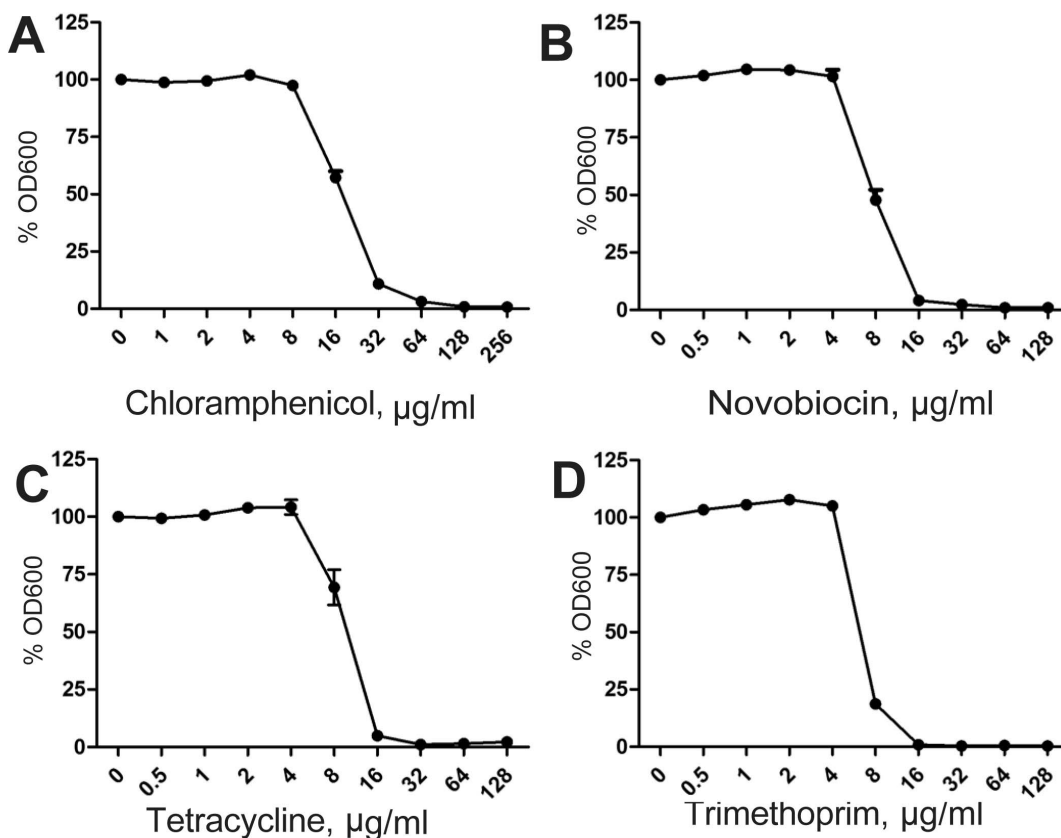 A
% OD600
125
100
75
50
25
0
0 1 2 4 8 16 32 64 128 256
Chloramphenicol, µg/ml
B
% OD600
125
100
75
50
25
0
0 0.5 1 2 4 8 16 32 64 128
Novobiocin, µg/ml
C
% OD600
125
100
75
50
25
0
0 0.5 1 2 4 8 16 32 64 128
Tetracycline, µg/ml
D
% OD600
125
100
75
50
25
0
0 0.5 1 2 4 8 16 32 64 128
Trimethoprim, µg/ml